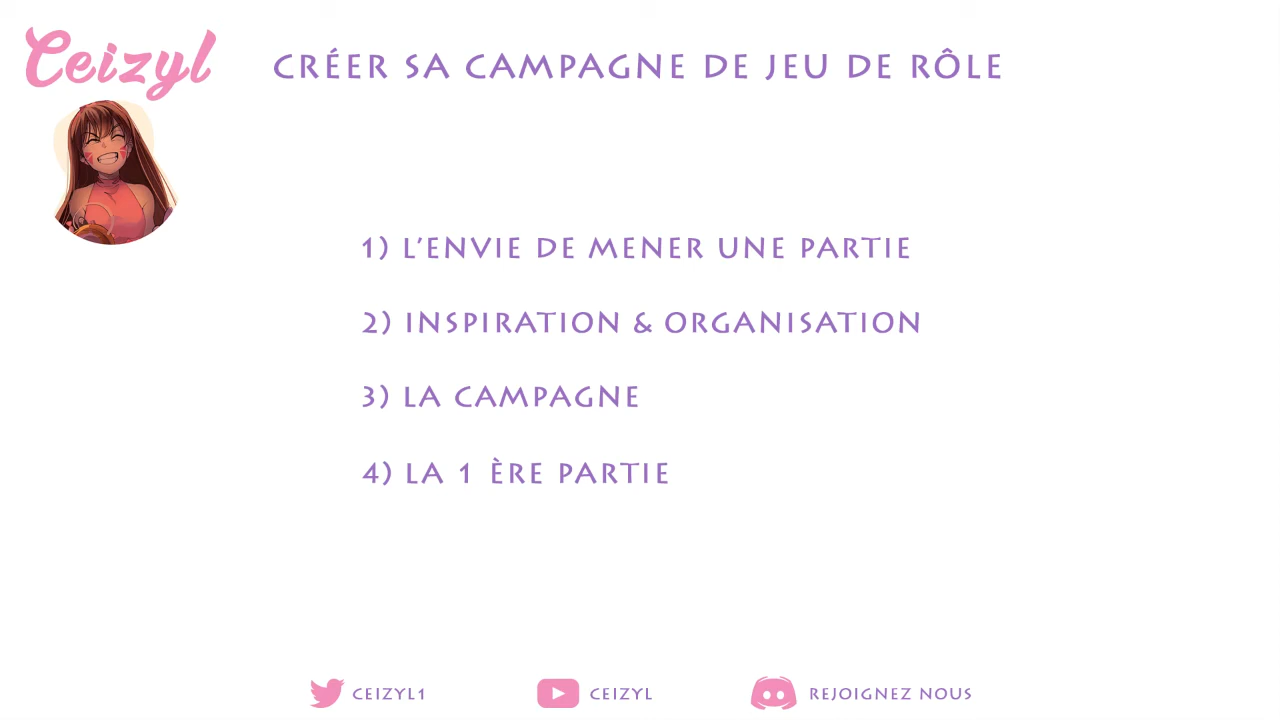 Ceizyl
CRÉER SA CAMPAGNE DE JEU DE RÔLE
1) L'ENVIE DE MENER UNE PARTIE
2) INSPIRATION & ORGANISATION
3) LA CAMPAGNE
4) LA 1 ÈRE PARTIE
CEIZYL1
CEIZYL
REJOIGNEZ NOUS